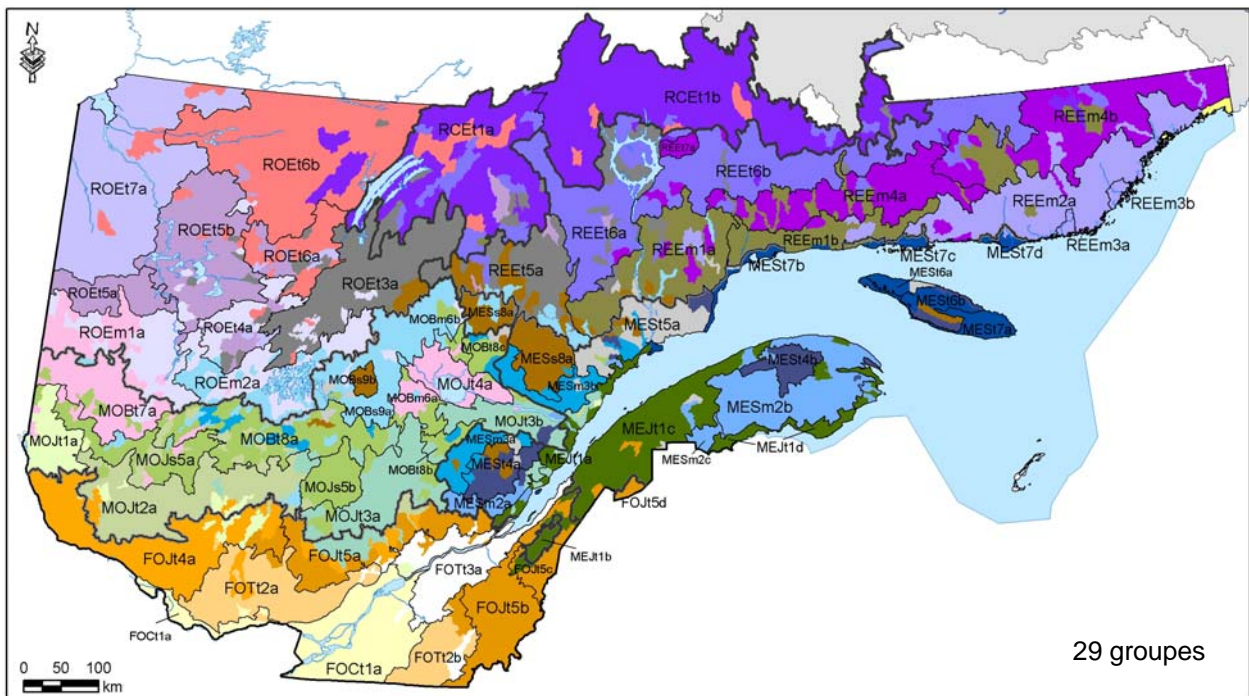 N
RCEt1b
RCEt1a
REEm4b
ROEt6b
REEt7a
ROEt7a
REEt6b
REEm4a
ROEt5b
REEm2a
REEm3b
ROEt6a
REEt6a
REEm1a
REEm1b
REEm3a
MESt7c
MESt7d
ROEt3a
REEt5a
MESt7b
MESt6a
ROEt5a
MESt6b
ROEt4a
MESs8a
MESt5a
MESt7a
ROEm1a
MOBm6b
MOBt8c
MESs8a
MESt4b
ROEm2a
MOBs9b
MOJt4a
MESm3b
MOBm6a
MESm2b
MOBt7a
MOBs9a
MOJt3b
MEJt1c
MOJt1a
MOBt8a
MESm3a
MEJt1d
MOJs5a
MEJt1a
MESm2c
MOBt8b
MESt4a
MOJs5b
MOJt2a
MESm2a
FOJt5d
MOJt3a
FOJt4a
FOJt5a
MEJt1b
FOTt3a
FOJt5c
FOTt2a
FOJt5b
FOCt1a
FOTt2b
FOCt1a
29 groupes
0 50 100
km